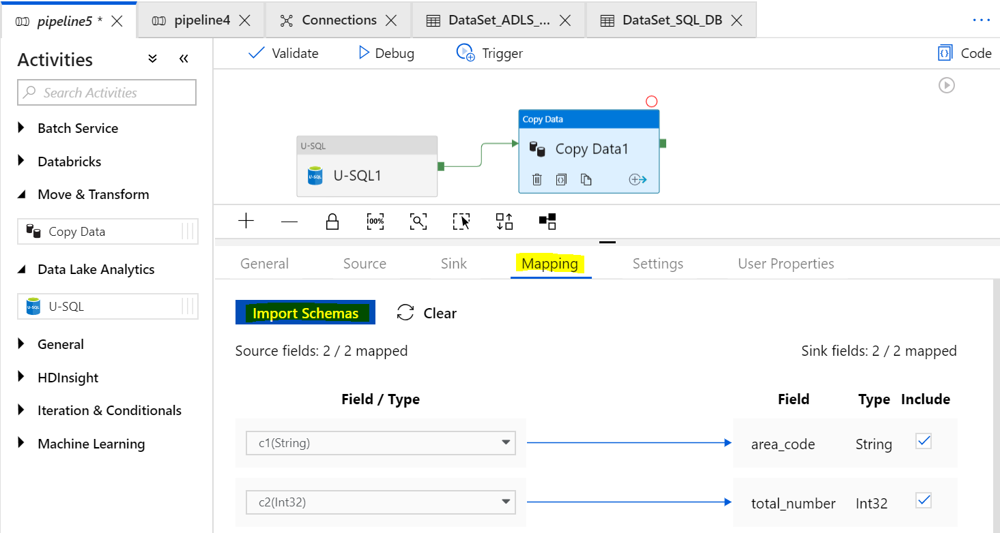 pipeline5 *
pipeline4
Connections
DataSet_ADLS_...
DataSet_SQL_DB
Activities
Search Activities
Batch Service
Databricks
Move & Transform
Copy Data
Data Lake Analytics
U-SQL
U-SQL
General
HDInsight
Iteration & Conditionals
Machine Learning
Validate
Debug
Trigger
Code
U-SQL
U-SQL
U-SQL1
Copy Data
Copy Data1
100%
General
Source
Sink
Mapping
Settings
User Properties
Import Schemas
Clear
Source fields: 2 / 2 mapped
Sink fields: 2 / 2 mapped
Field / Type
Field
Type
Include
c1(String)
area_code
String
c2(Int32)
total_number
Int32